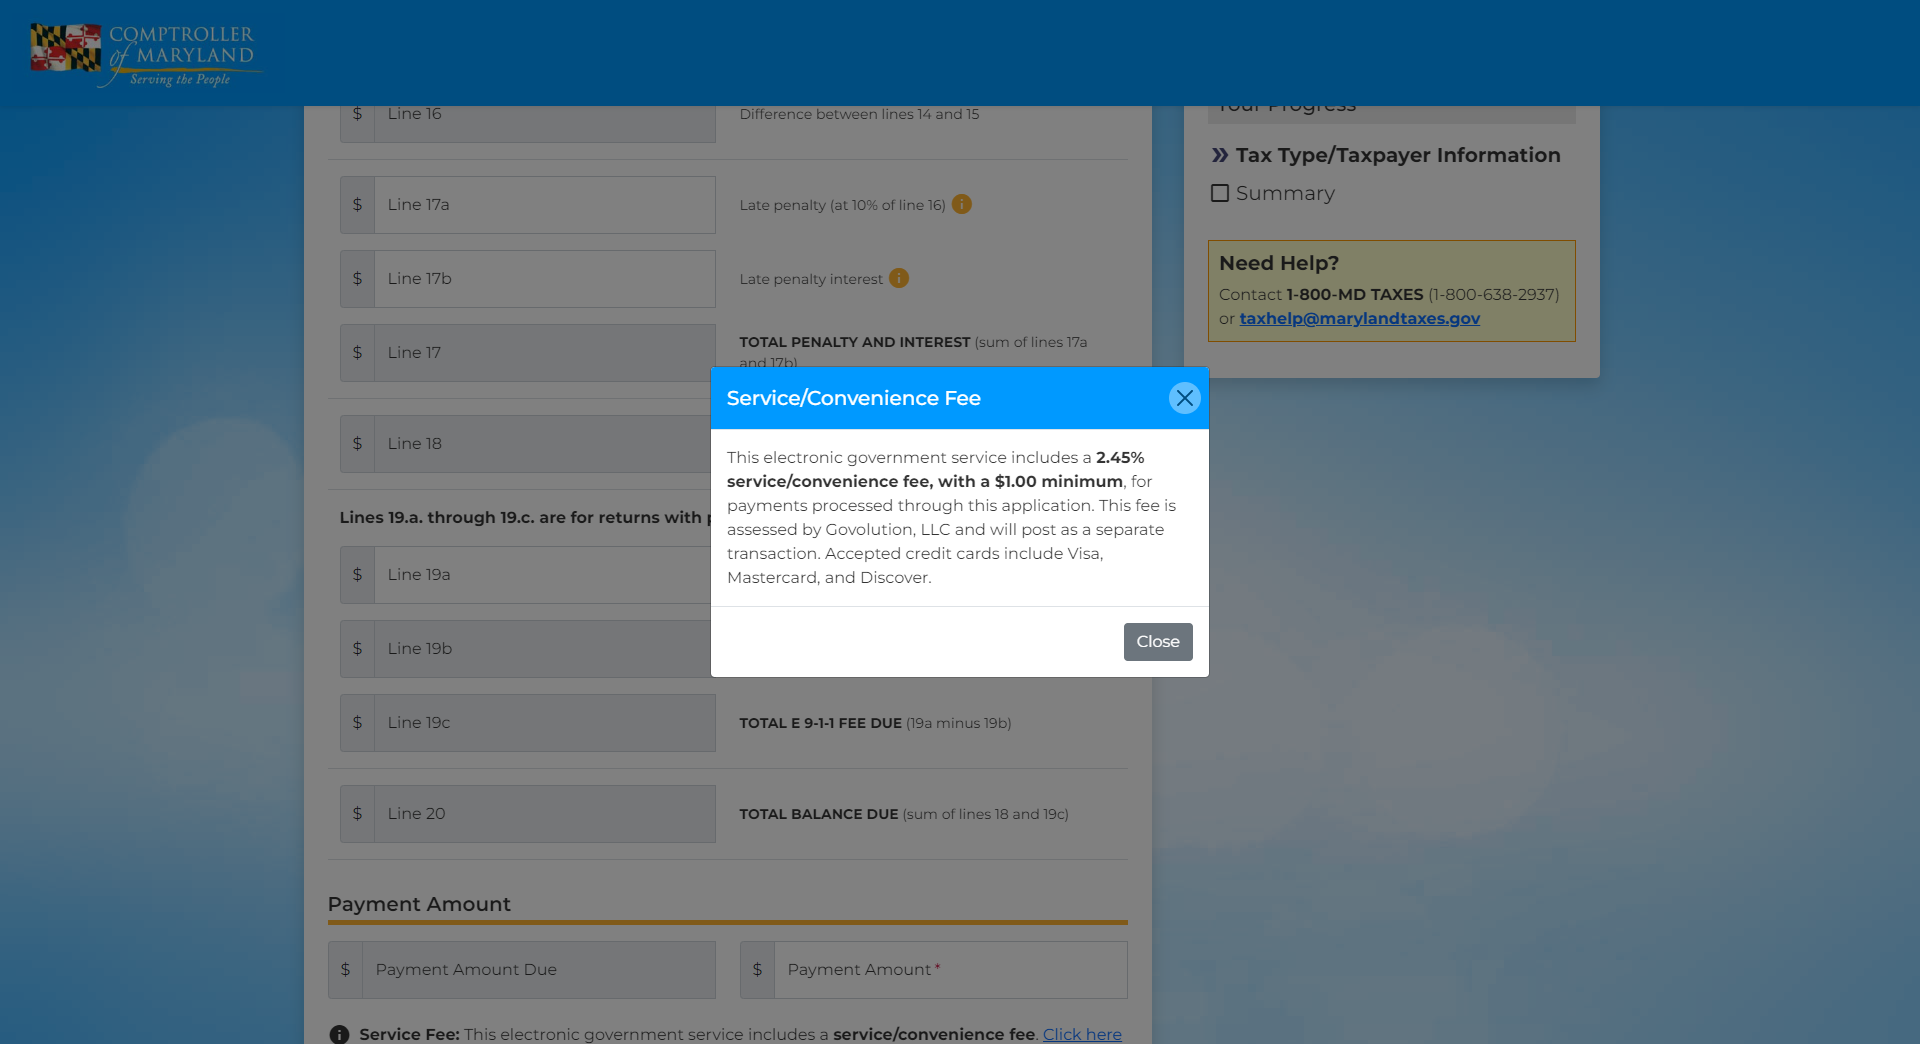 COMPTROLLER
of MARYLAND
Serving the People
$ Line 16 Difference between lines 14 and 15
$ Line 17a Late penalty (at 10% of line 16)
$ Line 17b Late penalty interest
$ Line 17 TOTAL PENALTY AND INTEREST (sum of lines 17a
and 17b)
$ Line 18
Lines 19.a. through 19.c. are for returns with
$ Line 19a
$ Line 19b
$ Line 19c TOTAL E 9-1-1 FEE DUE (19a minus 19b)
$ Line 20 TOTAL BALANCE DUE (sum of lines 18 and 19c)
Payment Amount
$ Payment Amount Due $ Payment Amount *
Service Fee: This electronic government service includes a service/convenience fee. Click here
Your Progress
Tax Type/Taxpayer Information
Summary
Need Help?
Contact 1-800-MD TAXES (1-800-638-2937)
or taxhelp@marylandtaxes.gov
Service/Convenience Fee
This electronic government service includes a 2.45%
service/convenience fee, with a $1.00 minimum, for
payments processed through this application. This fee is
assessed by Govolution, LLC and will post as a separate
transaction. Accepted credit cards include Visa,
Mastercard, and Discover.
Close